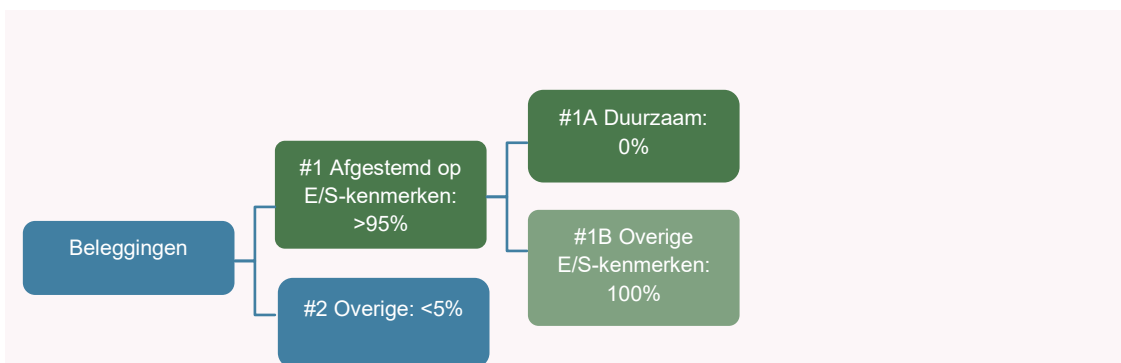 Beleggingen
#1 Afgestemd op
E/S-kenmerken:
>95%
#2 Overige: <5%
#1A Duurzaam:
0%
#1B Overige
E/S-kenmerken:
100%